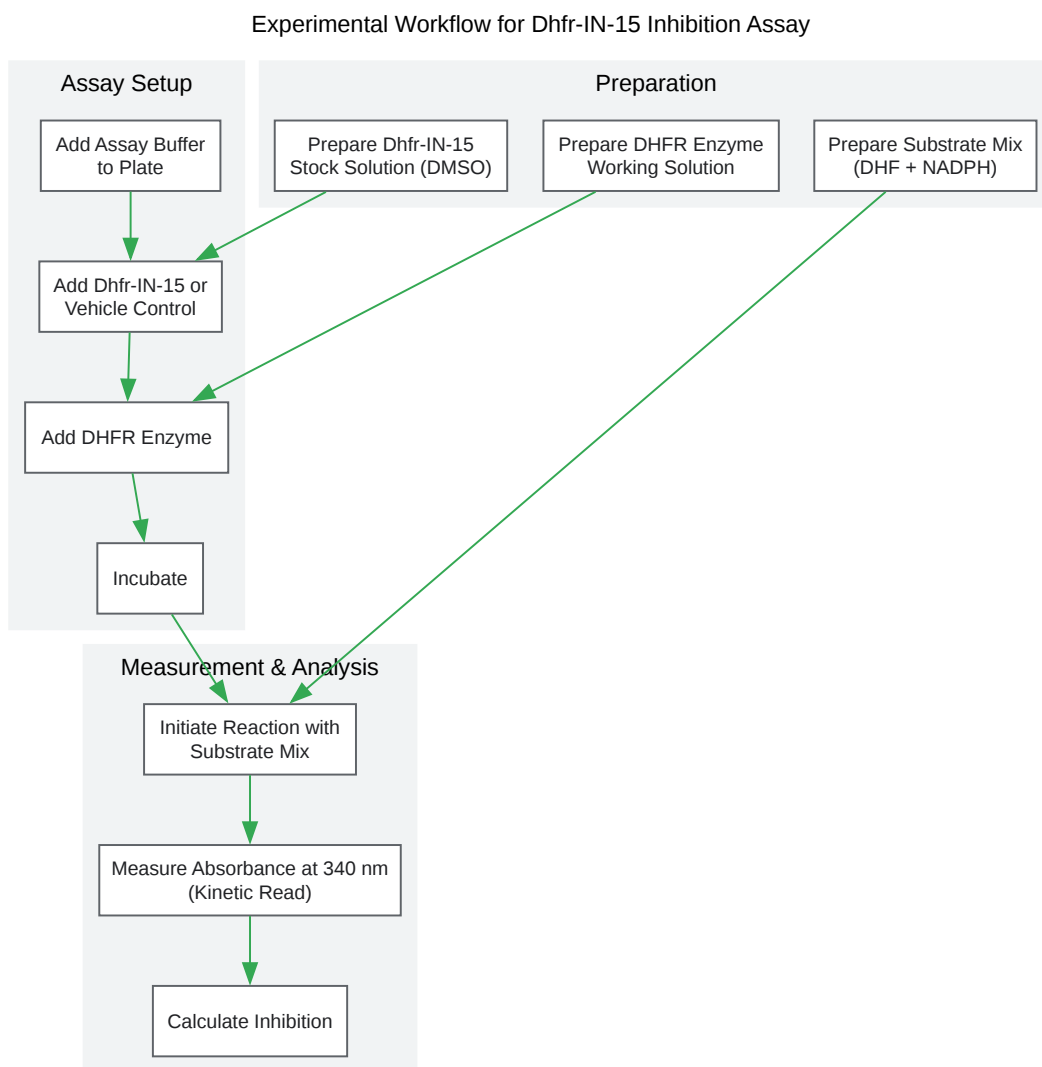 Experimental Workflow for Dhfr-IN-15 Inhibition Assay
Assay Setup
Preparation
Add Assay Buffer
to Plate
Prepare Dhfr-IN-15
Stock Solution (DMSO)
Prepare DHFR Enzyme
Working Solution
Prepare Substrate Mix
(DHF + NADPH)
Add Dhfr-IN-15 or
Vehicle Control
Add DHFR Enzyme
Incubate
Measurement & Analysis
Initiate Reaction with
Substrate Mix
Measure Absorbance at 340 nm
(Kinetic Read)
Calculate Inhibition